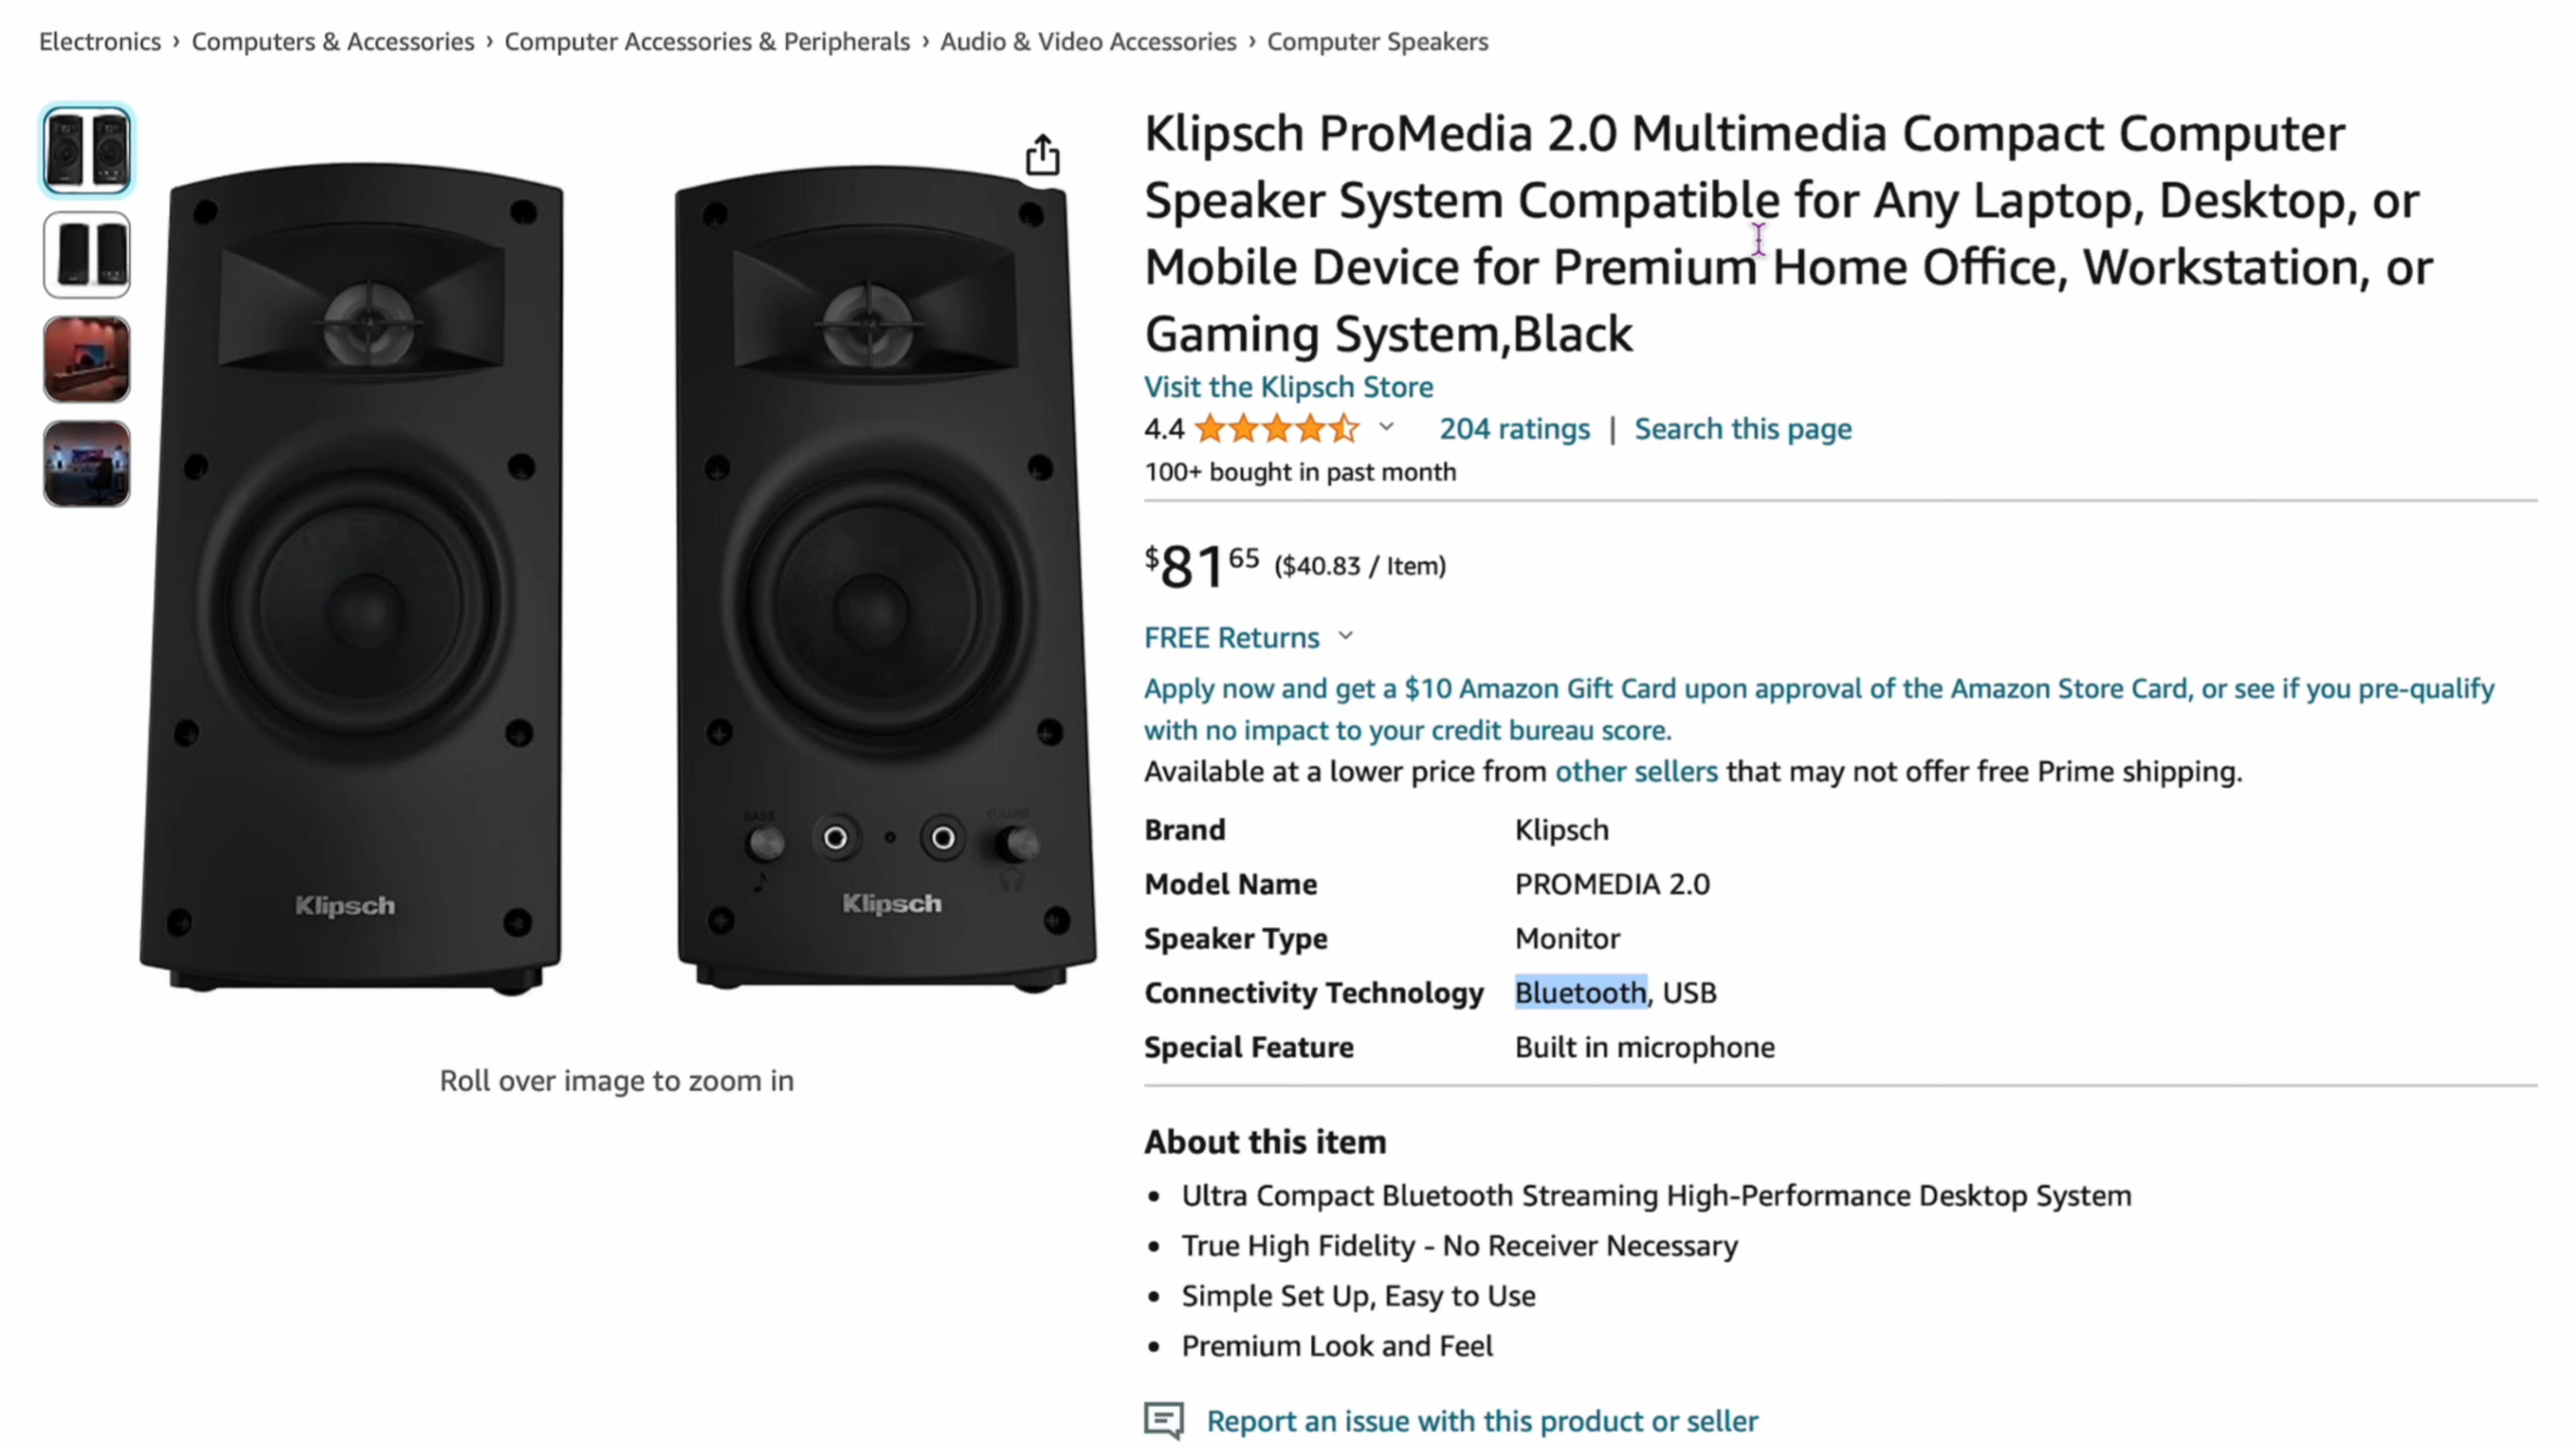 Electronics › Computers & Accessories › Computer Accessories & Peripherals › Audio & Video Accessories › Computer Speakers
Klipsch ProMedia 2.0 Multimedia Compact Computer
Speaker System Compatible for Any Laptop, Desktop, or
Mobile Device for Premium Home Office, Workstation, or
Gaming System,Black
Visit the Klipsch Store
4.4 204 ratings | Search this page
100+ bought in past month
$81 65 ($40.83 / Item)
FREE Returns
Apply now and get a $10 Amazon Gift Card upon approval of the Amazon Store Card, or see if you pre-qualify
with no impact to your credit bureau score.
Available at a lower price from other sellers that may not offer free Prime shipping.
Brand Klipsch
Model Name PROMEDIA 2.0
Speaker Type Monitor
Connectivity Technology Bluetooth, USB
Special Feature Built in microphone
About this item
• Ultra Compact Bluetooth Streaming High-Performance Desktop System
• True High Fidelity - No Receiver Necessary
• Simple Set Up, Easy to Use
• Premium Look and Feel
Report an issue with this product or seller
BASS
VOLUME
Klipsch
Klipsch
Roll over image to zoom in